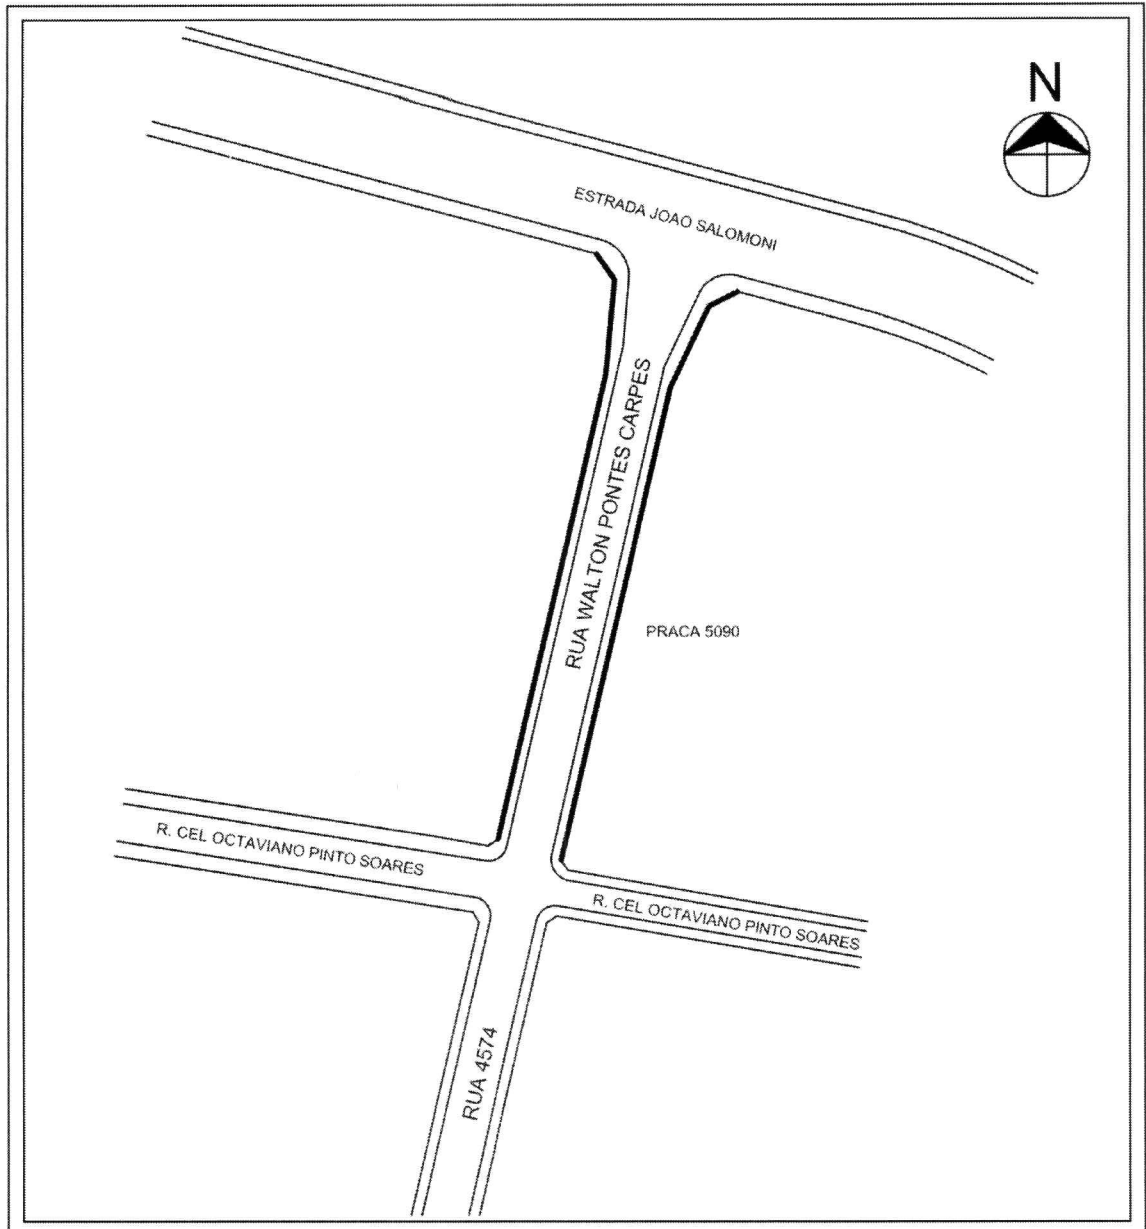 N
ESTRADA JOAO SALOMONI
RUA WALTON PONTES CARPES
PRACA 5090
R. CEL OCTAVIANO PINTO SOARES
R. CEL OCTAVIANO PINTO SOARES
RUA 4574